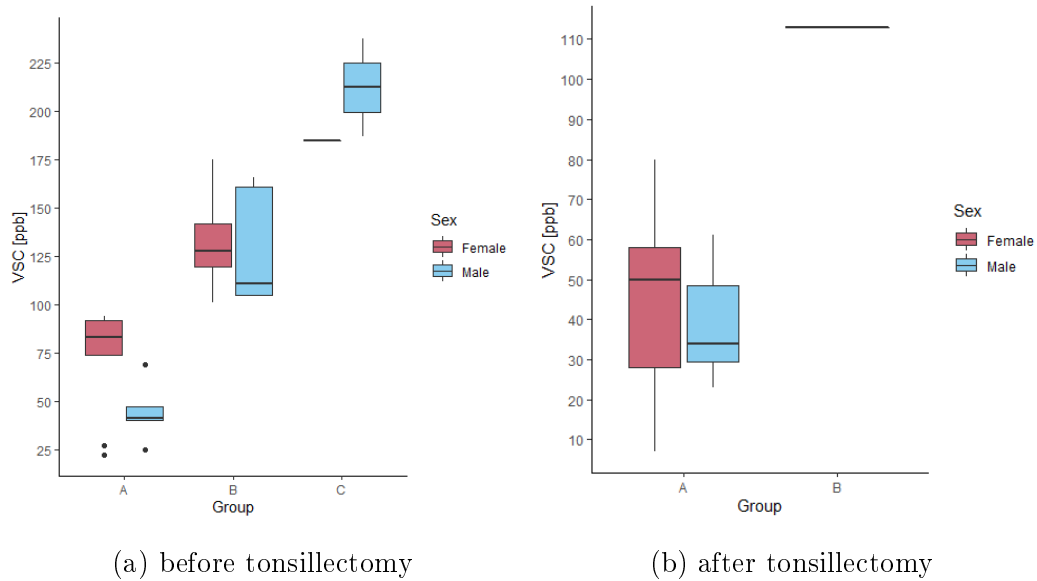 225
200
175
150
125
100
75
50
25
VSC [ppb]
A B C
Group
Sex
Female
Male
(a) before tonsillectomy
110
100
90
80
70
60
50
40
30
20
10
VSC [ppb]
A B
Group
Sex
Female
Male
(b) after tonsillectomy